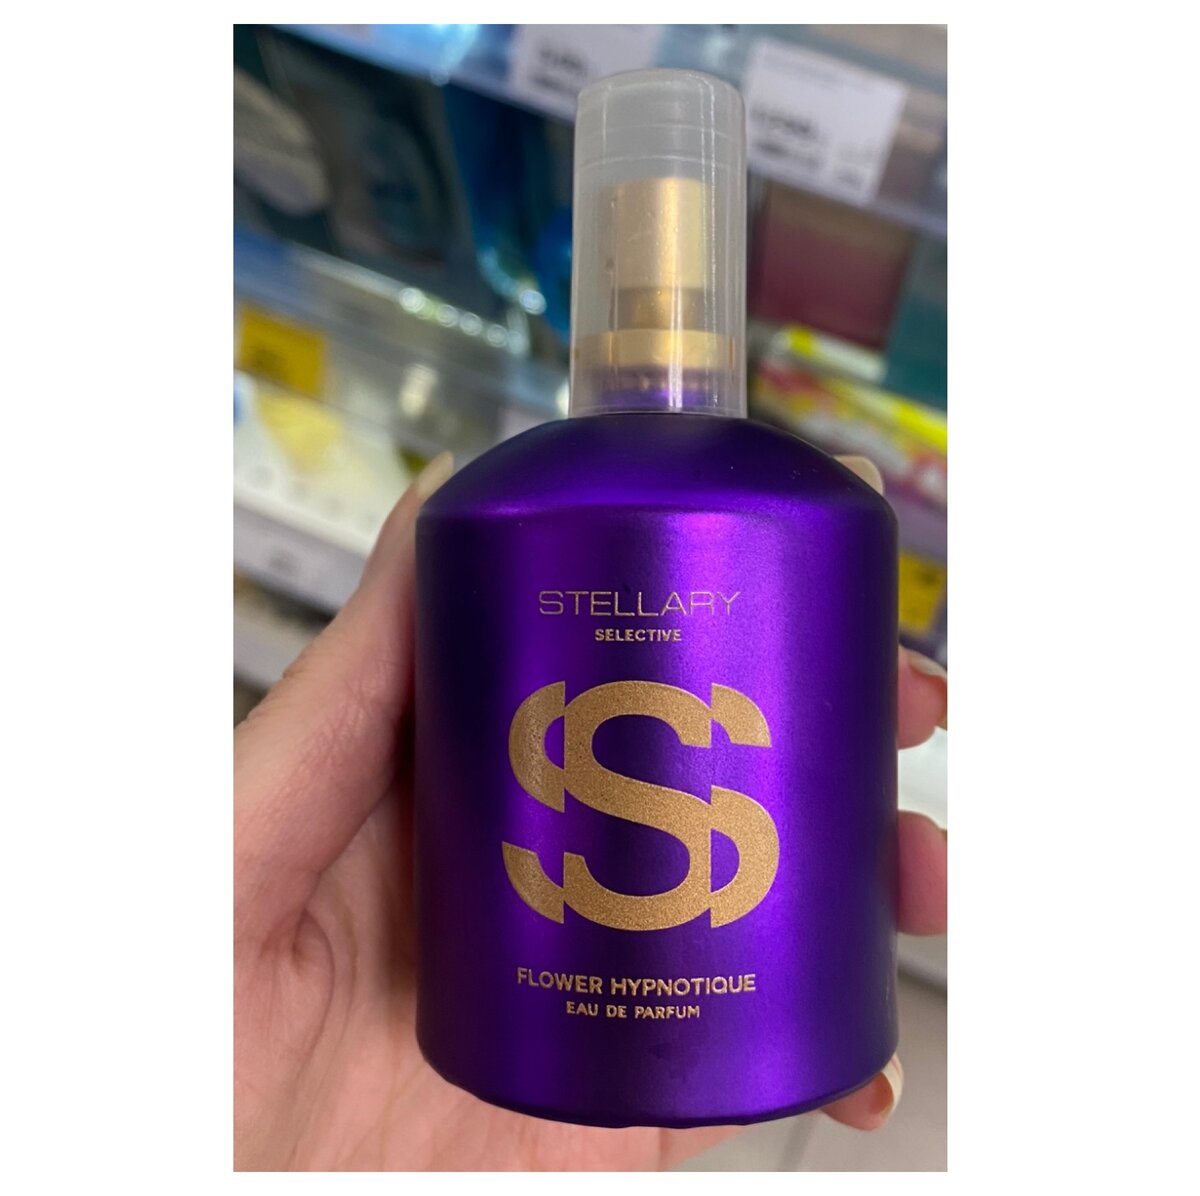 STELLARY
SELECTIVE
S
FLOWER HYPNOTIQUE
EAU DE PARFUM